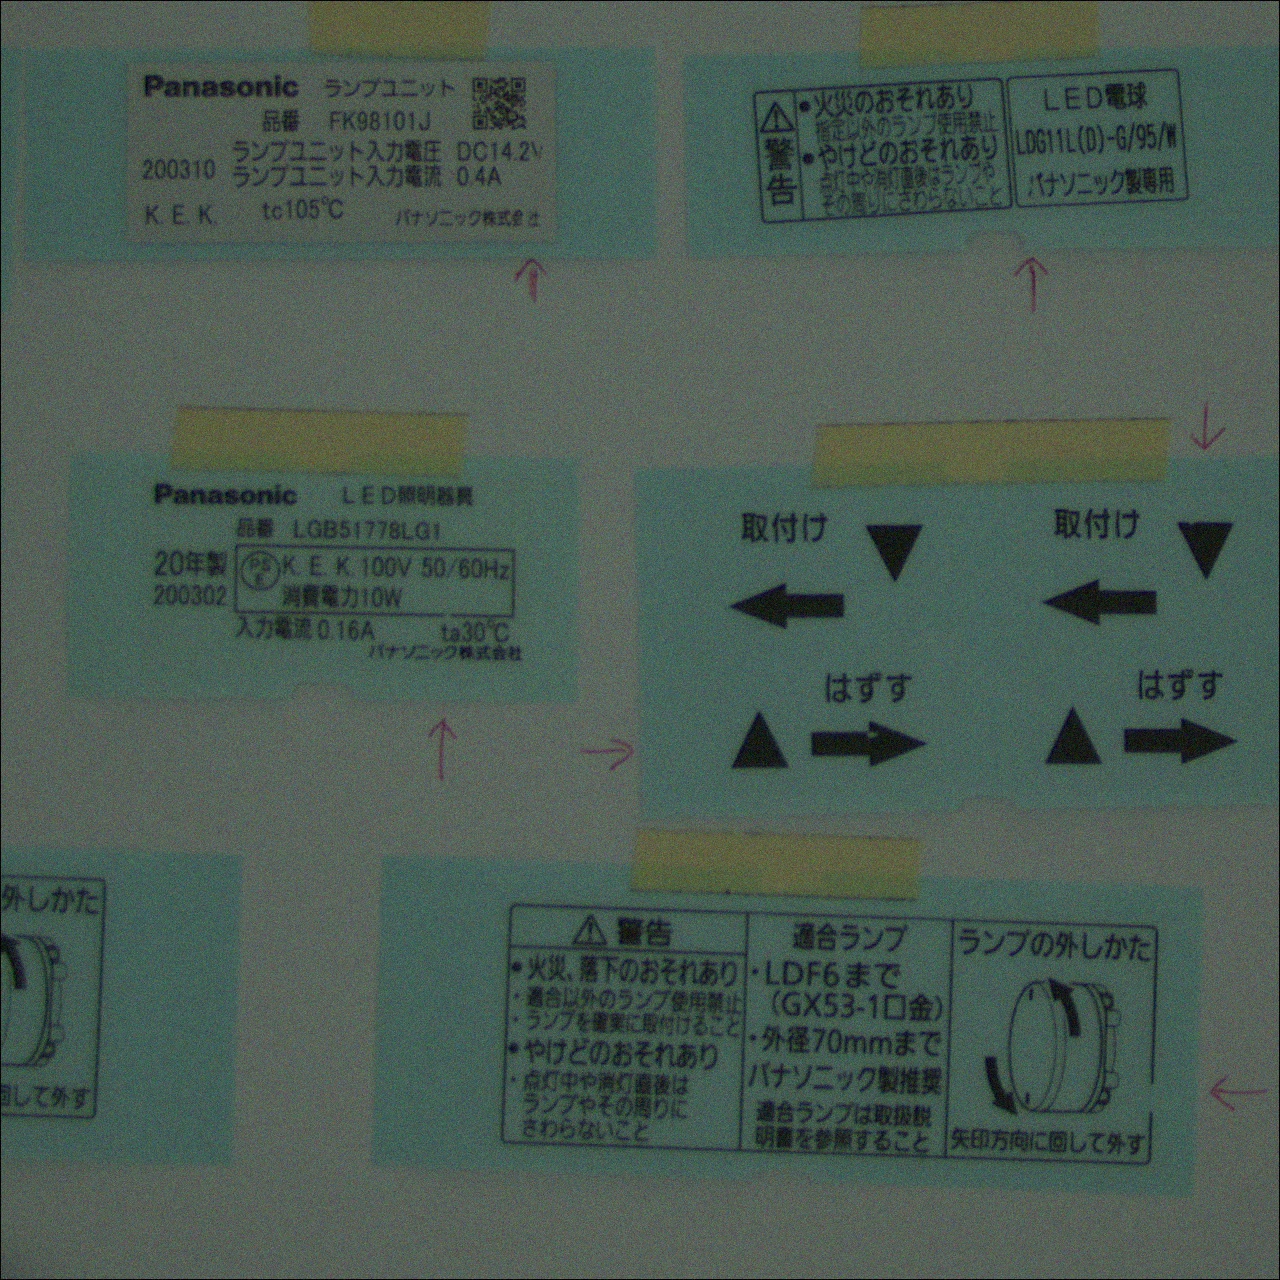 Panasonic ランプユニット
品番 FK98101J
ランプユニット入力電圧 DC14.2V
200310 ランプユニット入力電流 0.4A
K.E.K. tc105℃ パナソニック株式会社
警告
●火災のおそれあり
指定以外のランプ使用禁止
●やけどのおそれあり
点灯中や消灯直後はランプや
その周りにさわらないこと
LED電球
LDG11L(D)-G/95/W
パナソニック製専用
Panasonic LED照明器具
品番 LGB51778LG1
20年製 PSE K.E.K. 100V 50/60Hz
200302 消費電力10W
入力電流 0.16A ta30℃
パナソニック株式会社
取付け
はずす
取付け
はずす
外しかた
回して外す
警告
●火災、落下のおそれあり
・適合以外のランプ使用禁止
・ランプを確実に取付けること
●やけどのおそれあり
・点灯中や消灯直後は
ランプやその周りに
さわらないこと
適合ランプ
・LDF6まで
(GX53-1口金)
・外径70mmまで
パナソニック製推奨
適合ランプは取扱説
明書を参照すること
ランプの外しかた
矢印方向に回して外す